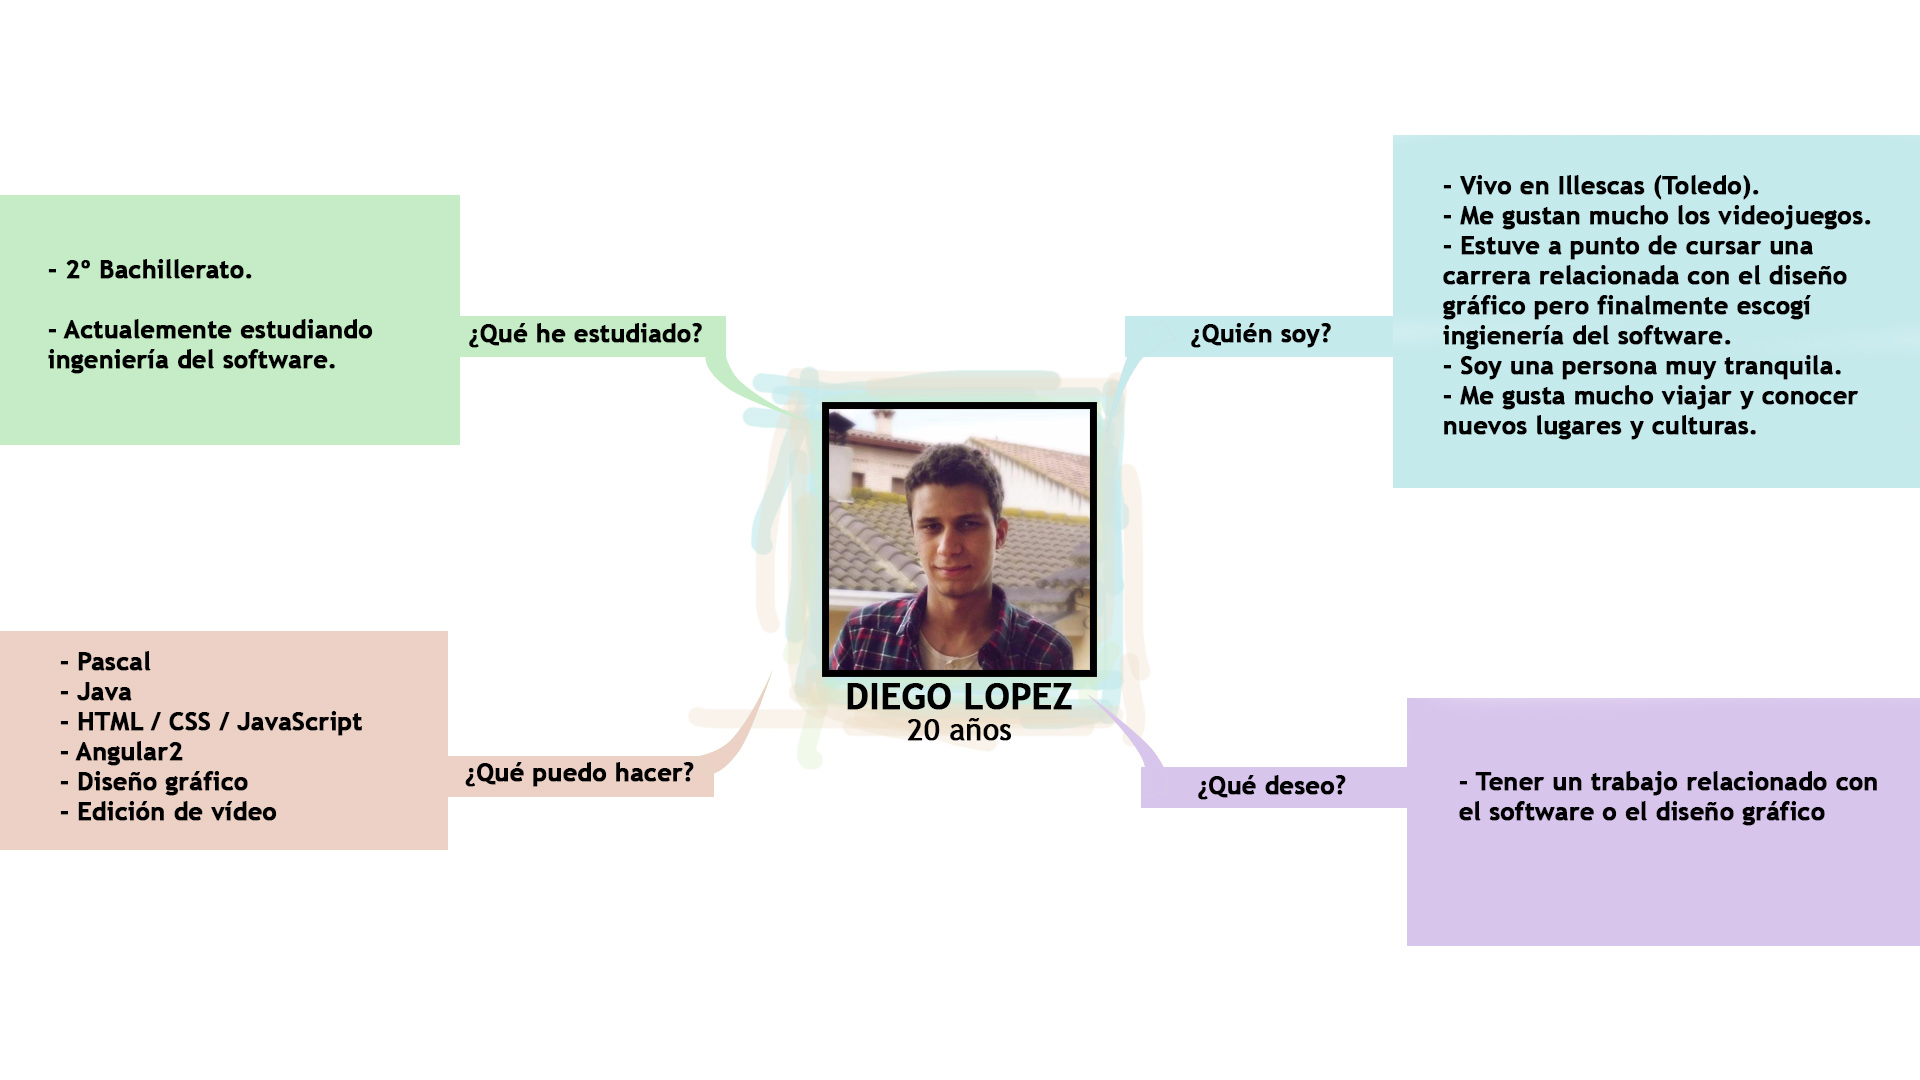 - 2º Bachillerato.
- Actualemente estudiando
ingeniería del software.
¿Qué he estudiado?
¿Quién soy?
- Vivo en Illescas (Toledo).
- Me gustan mucho los videojuegos.
- Estuve a punto de cursar una
carrera relacionada con el diseño
gráfico pero finalmente escogí
ingienería del software.
- Soy una persona muy tranquila.
- Me gusta mucho viajar y conocer
nuevos lugares y culturas.
DIEGO LOPEZ
20 años
- Pascal
- Java
- HTML / CSS / JavaScript
- Angular2
- Diseño gráfico
- Edición de vídeo
¿Qué puedo hacer?
¿Qué deseo?
- Tener un trabajo relacionado con
el software o el diseño gráfico